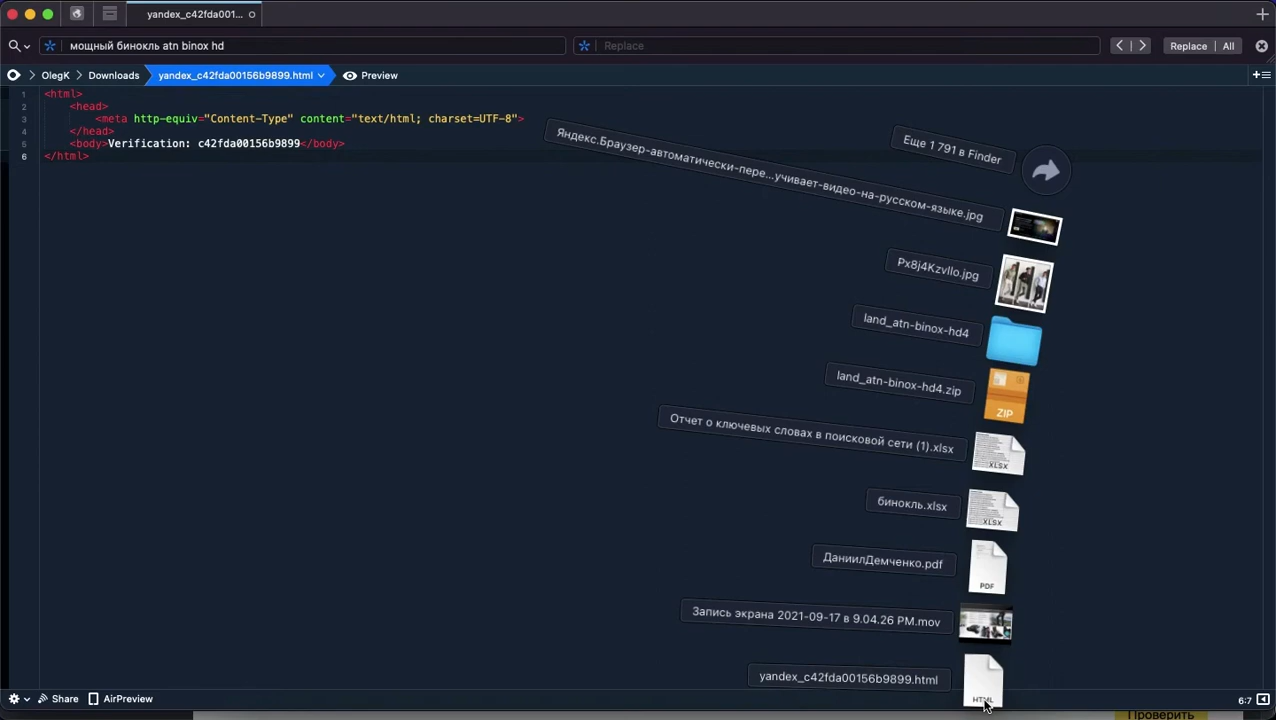 yandex_c42fda001...
мощный бинокль atn binox hd
Replace
Replace All
OlegK Downloads yandex_c42fda00156b9899.html Preview
1 <html>
2 <head>
3 <meta http-equiv="Content-Type" content="text/html; charset=UTF-8">
4 </head>
5 <body>Verification: c42fda00156b9899</body>
6 </html>
Еще 1 791 в Finder
Яндекс.Браузер-автоматически-пере...учивает-видео-на-русском-языке.jpg
Px8j4Kzvllo.jpg
land_atn-binox-hd4
land_atn-binox-hd4.zip
ZIP
Отчет о ключевых словах в поисковой сети (1).xlsx
XLSX
бинокль.xlsx
XLSX
ДаниилДемченко.pdf
PDF
Запись экрана 2021-09-17 в 9.04.26 PM.mov
yandex_c42fda00156b9899.html
HTML
Share AirPreview
6:7
Проверить